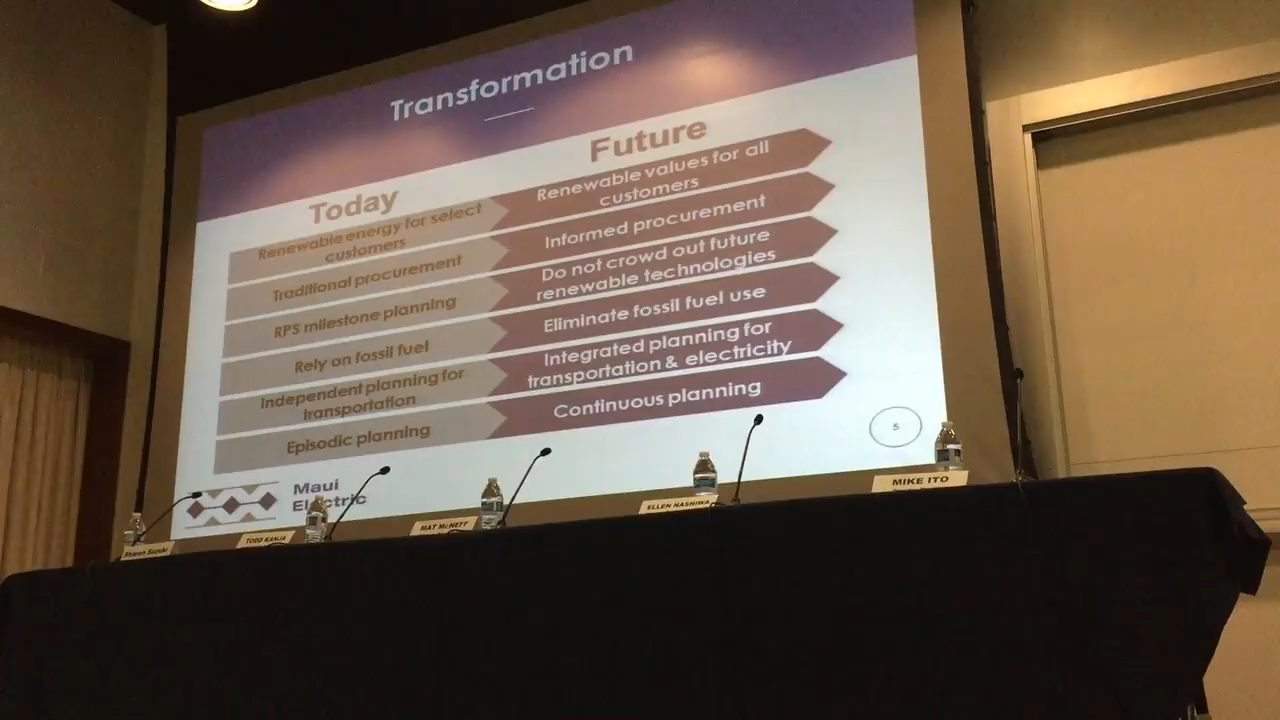 Transformation
Today
Future
Renewable energy for select
customers
Renewable values for all
customers
Traditional procurement
Informed procurement
RPS milestone planning
Do not crowd out future
renewable technologies
Rely on fossil fuel
Eliminate fossil fuel use
Independent planning for
transportation
Integrated planning for
transportation & electricity
Episodic planning
Continuous planning
5
Maui
Electric
Sharon Suzuki
TODD KANJA
MAT McNEFF
ELLEN NASHIWA
MIKE ITO